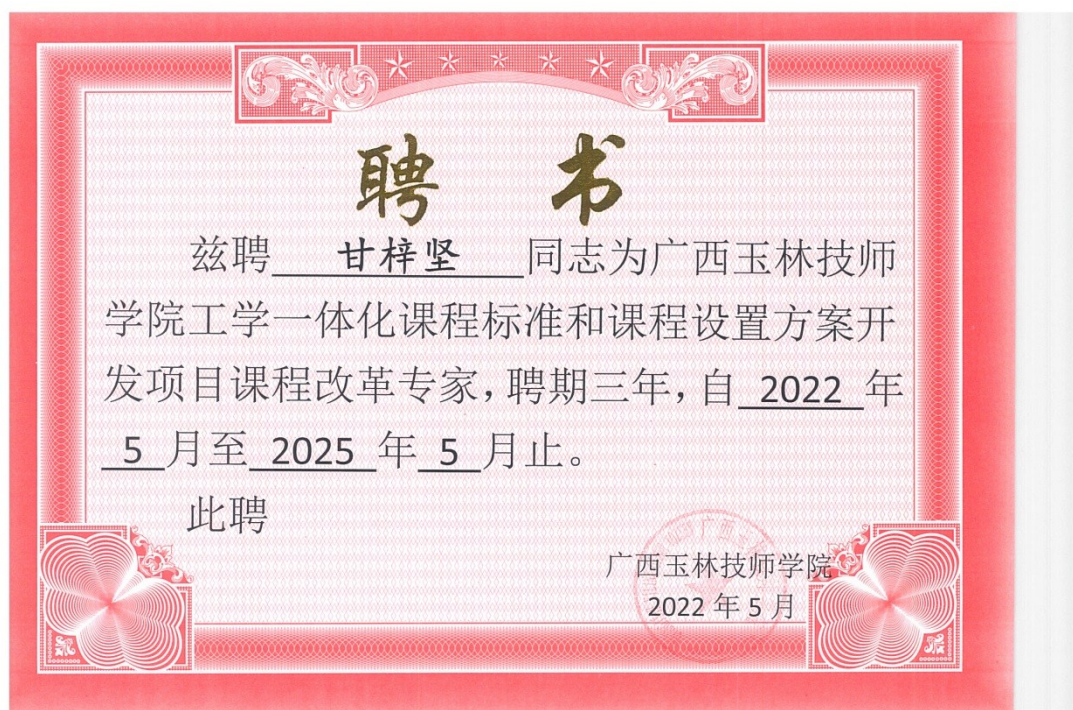 聘 书
兹聘 甘梓坚 同志为广西玉林技师
学院工学一体化课程标准和课程设置方案开
发项目课程改革专家，聘期三年，自 2022 年
5 月至 2025 年 5 月止。
此聘
广西玉林技师学院
2022 年 5 月